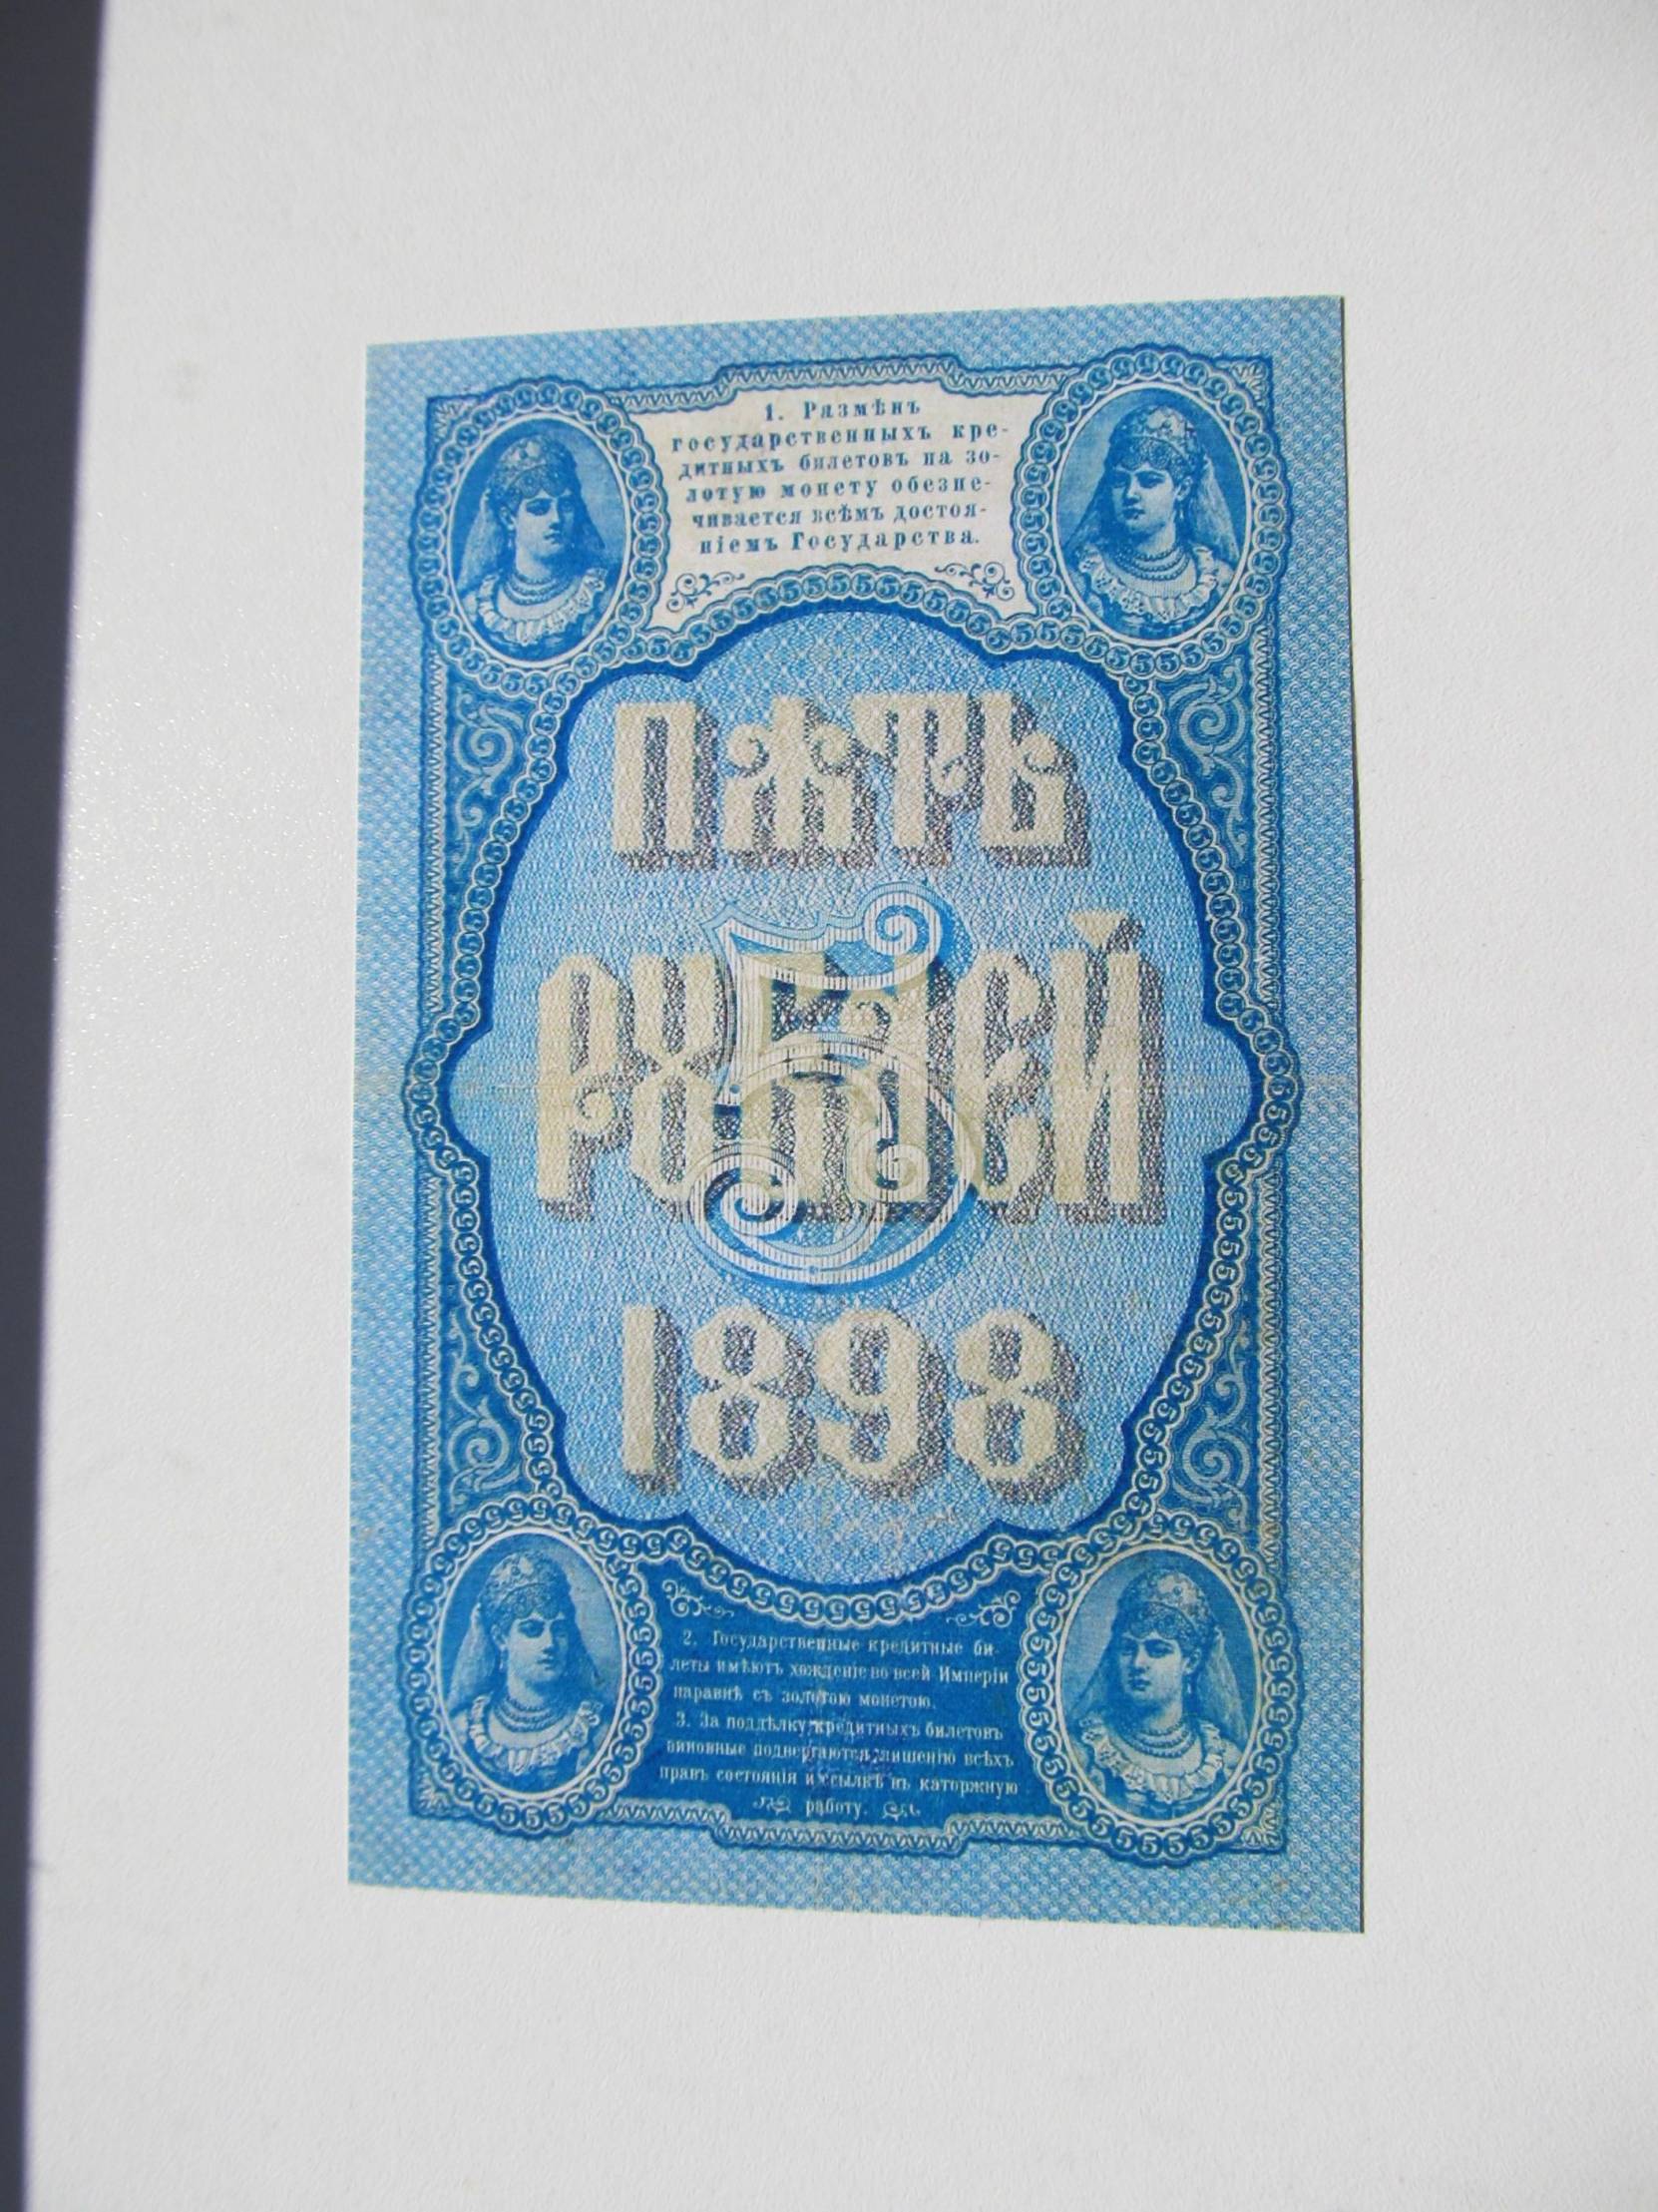 1. Размѣнъ
государственныхъ кре-
дитныхъ билетовъ на зо-
лотую монету обезпе-
чивается всѣмъ достоя-
ніемъ Государства.
ПѦТЬ
РУБЛЕЙ
5
1898
2. Государственные кредитные би-
леты имѣютъ хожденіе во всей Имперіи
наравнѣ съ золотою монетою.
3. За поддѣлку кредитныхъ билетовъ
виновные подвергаются лишенію всѣхъ
правъ состоянія и ссылкѣ въ каторжную
работу.